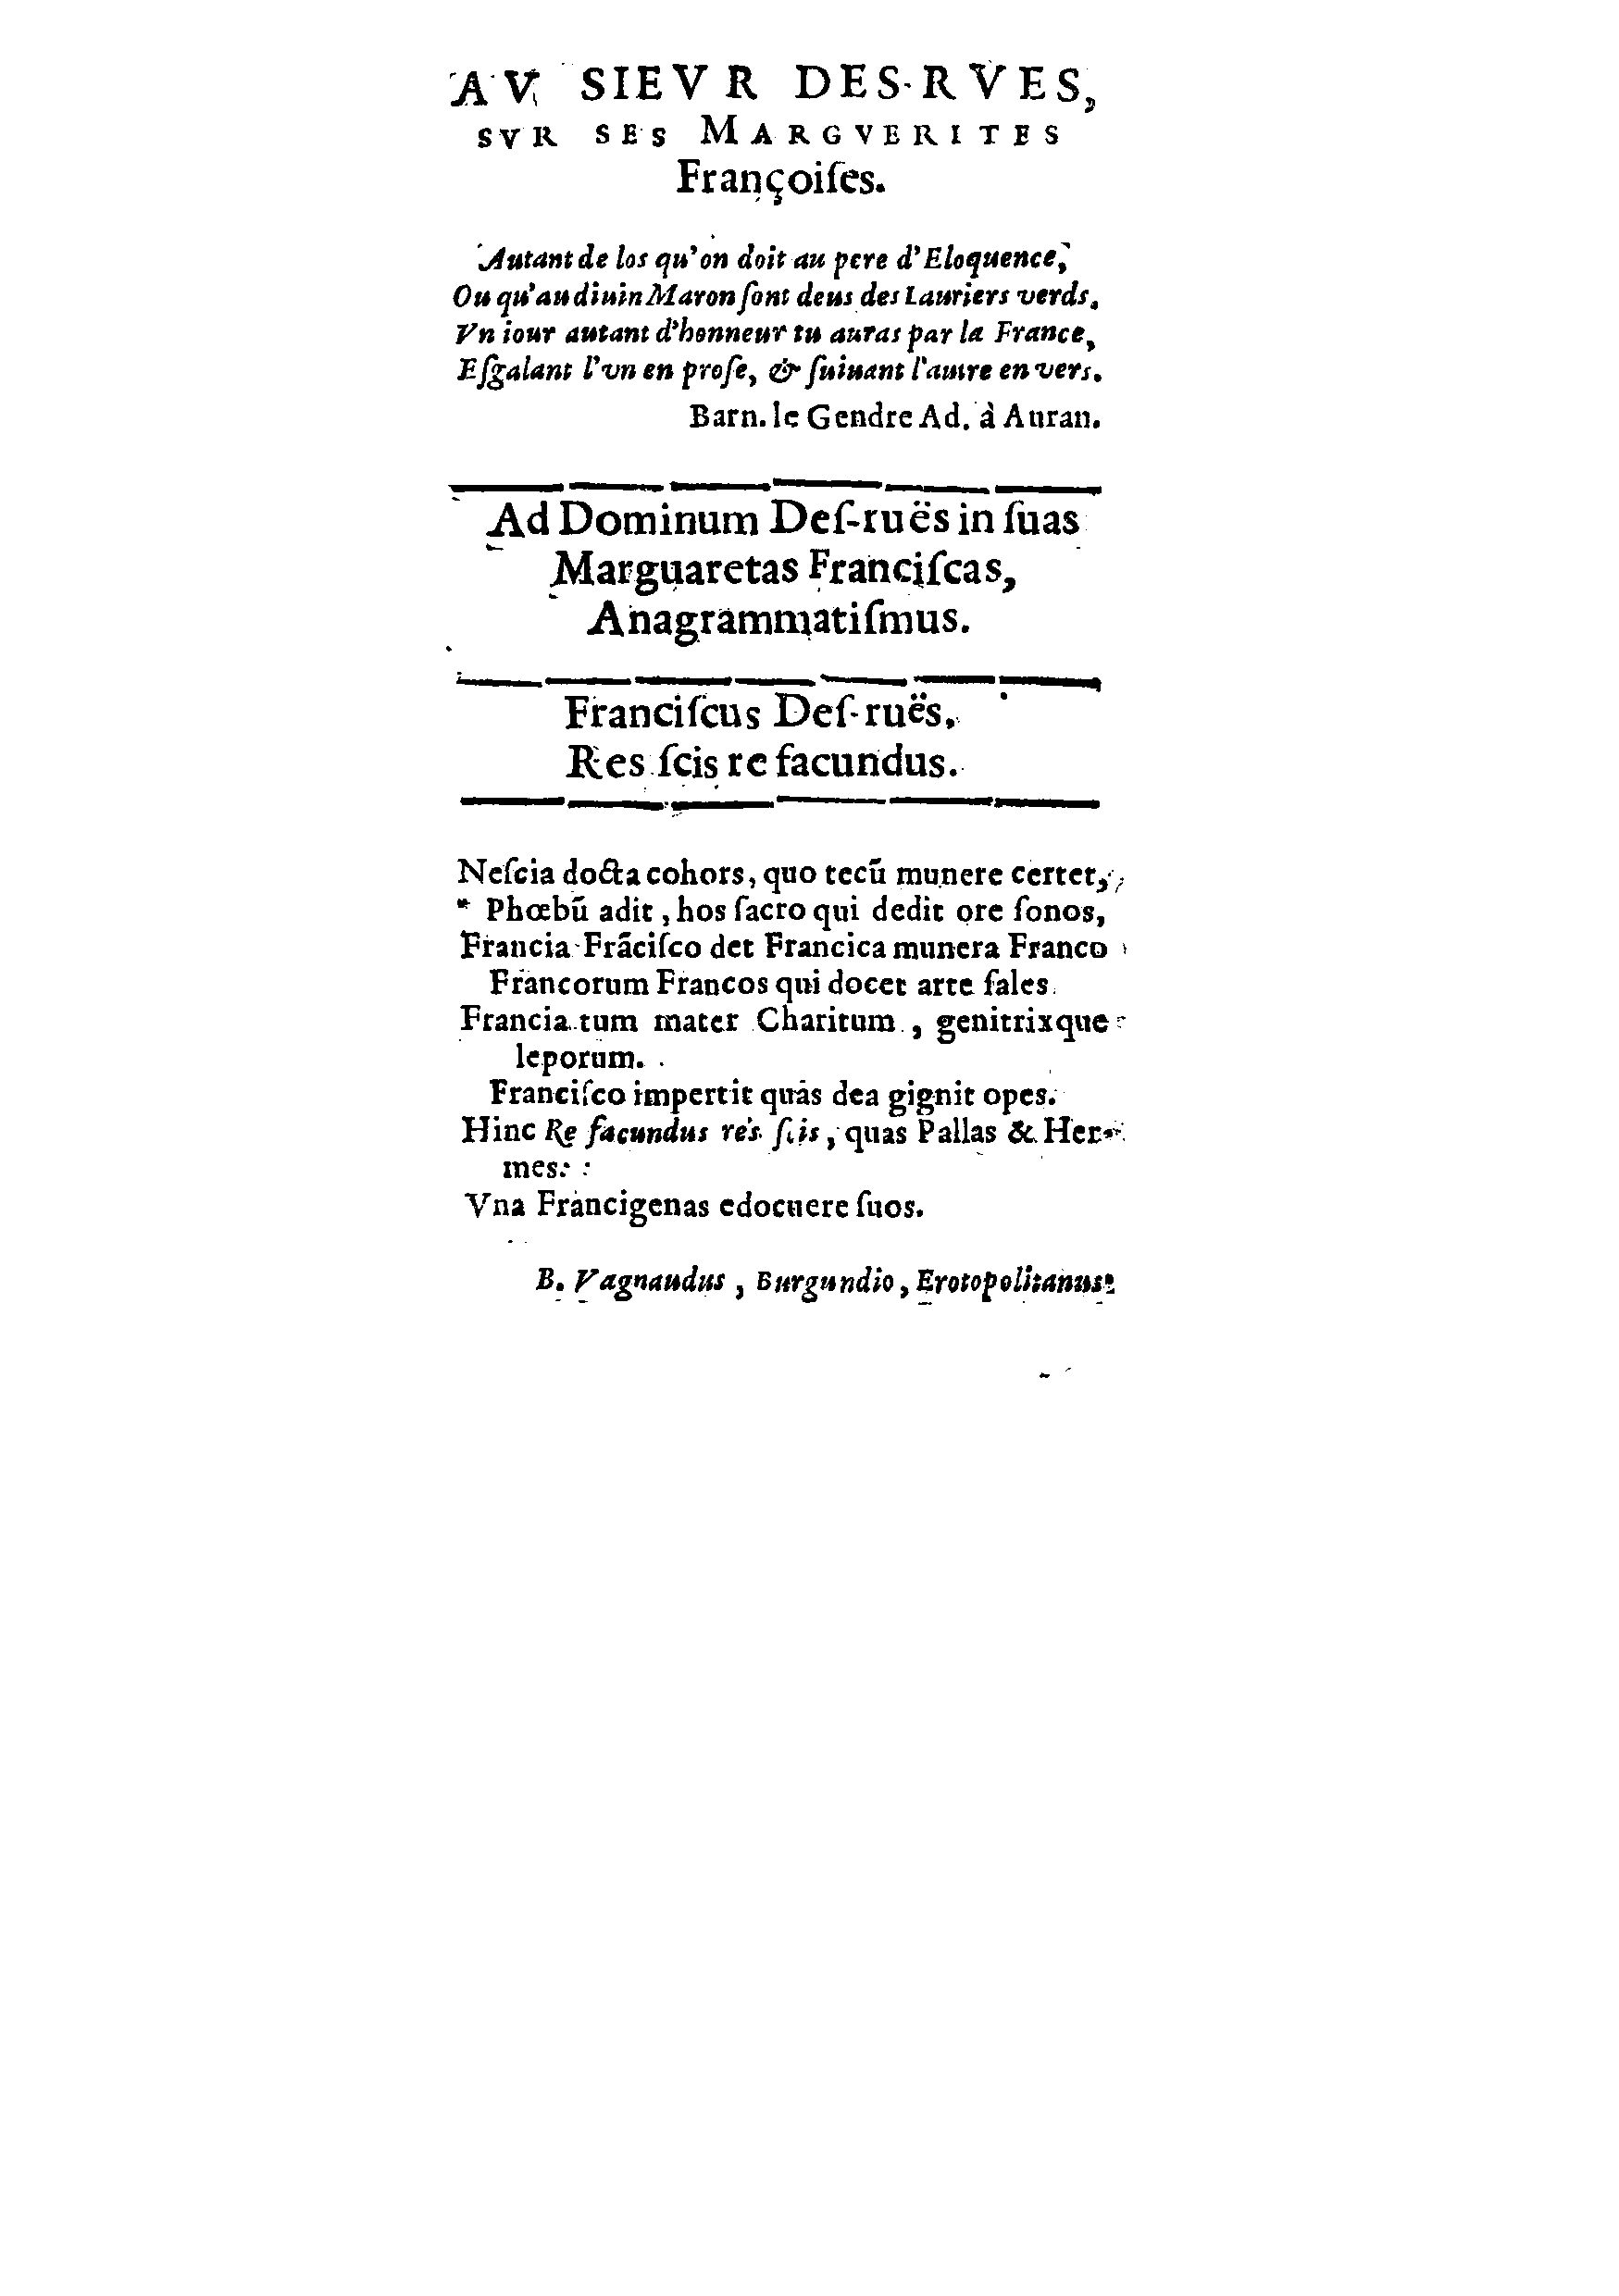 AV SIEVR DES-RVES,
SVR SES MARGVERITES
Françoiſes.
Autant de los qu'on doit au pere d'Eloquence,
Ou qu'au diuin Maron ſont deus des Lauriers verds,
Vn iour autant d'honneur tu auras par la France,
Eſgalant l'vn en proſe, & ſuiuant l'autre en vers.
Barn. le Gendre Ad. à Auran.
Ad Dominum Deſ-ruës in ſuas
Marguaretas Franciſcas,
Anagrammatiſmus.
Franciſcus Deſ-ruës,
Res ſcis re facundus.
Neſcia docta cohors, quo tecū munere certet,
Phœbū adit, hos ſacro qui dedit ore ſonos,
Francia Frāciſco det Francica munera Franco
Francorum Francos qui docet arte ſales.
Francia tum mater Charitum, genitrixque
leporum.
Franciſco impertit quas dea gignit opes.
Hinc Re facundus res ſcis, quas Pallas & Her-
mes:
Vna Francigenas edocuere ſuos.
B. Vagnaudus, Burgundio, Erotopolitanus.